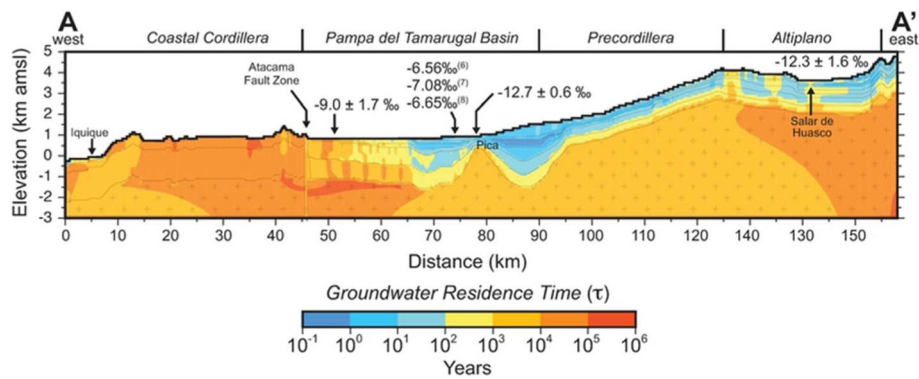 A
A'
west
Coastal Cordillera
Pampa del Tamarugal Basin
Precordillera
Altiplano
east
5
4
3
2
1
0
-1
-2
-3
Elevation (km amsl)
Iquique
Atacama
Fault Zone
-9.0 ± 1.7 ‰
-6.56‰(6)
-7.08‰(7)
-6.65‰(8)
-12.7 ± 0.6 ‰
Pica
-12.3 ± 1.6 ‰
Salar de
Huasco
0 10 20 30 40 50 60 70 80 90 100 110 120 140 130 150
Distance (km)
Groundwater Residence Time (τ)
10-1 100 101 102 103 104 105 106
Years